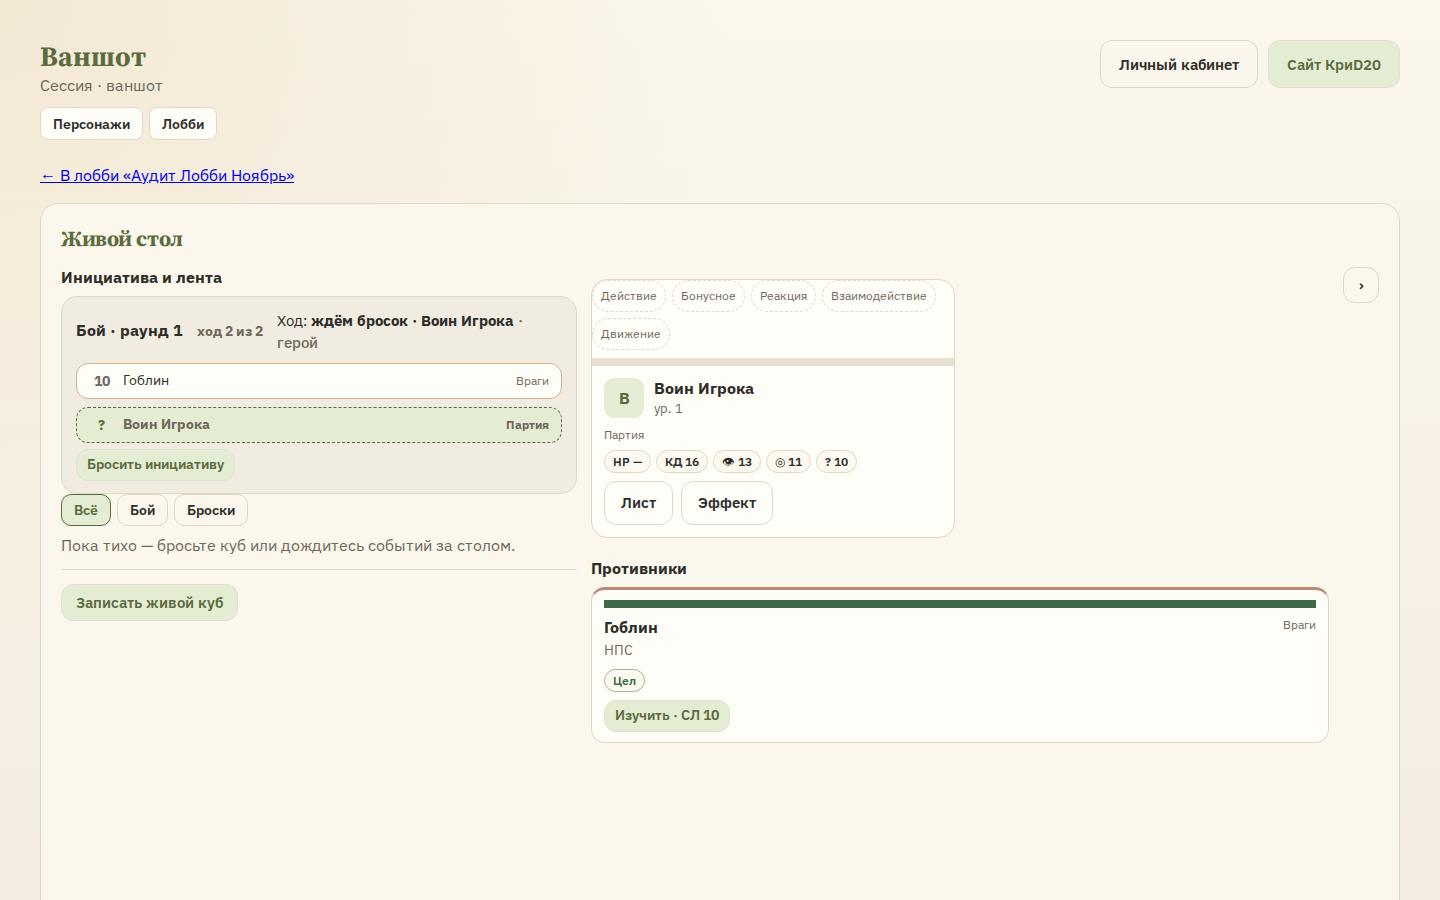 Ваншот
Сессия · ваншот
Персонажи
Лобби
Личный кабинет
Сайт КриD20
← В лобби «Аудит Лобби Ноябрь»
Живой стол
Инициатива и лента
Бой · раунд 1
ход 2 из 2
Ход: ждём бросок · Воин Игрока ·
герой
10 Гоблин Враги
? Воин Игрока Партия
Бросить инициативу
Всё
Бой
Броски
Пока тихо — бросьте куб или дождитесь событий за столом.
Записать живой куб
Действие
Бонусное
Реакция
Взаимодействие
Движение
В
Воин Игрока
ур. 1
Партия
HP —
КД 16
👁 13
◎ 11
? 10
Лист
Эффект
Противники
Гоблин
Враги
НПС
Цел
Изучить · СЛ 10
›